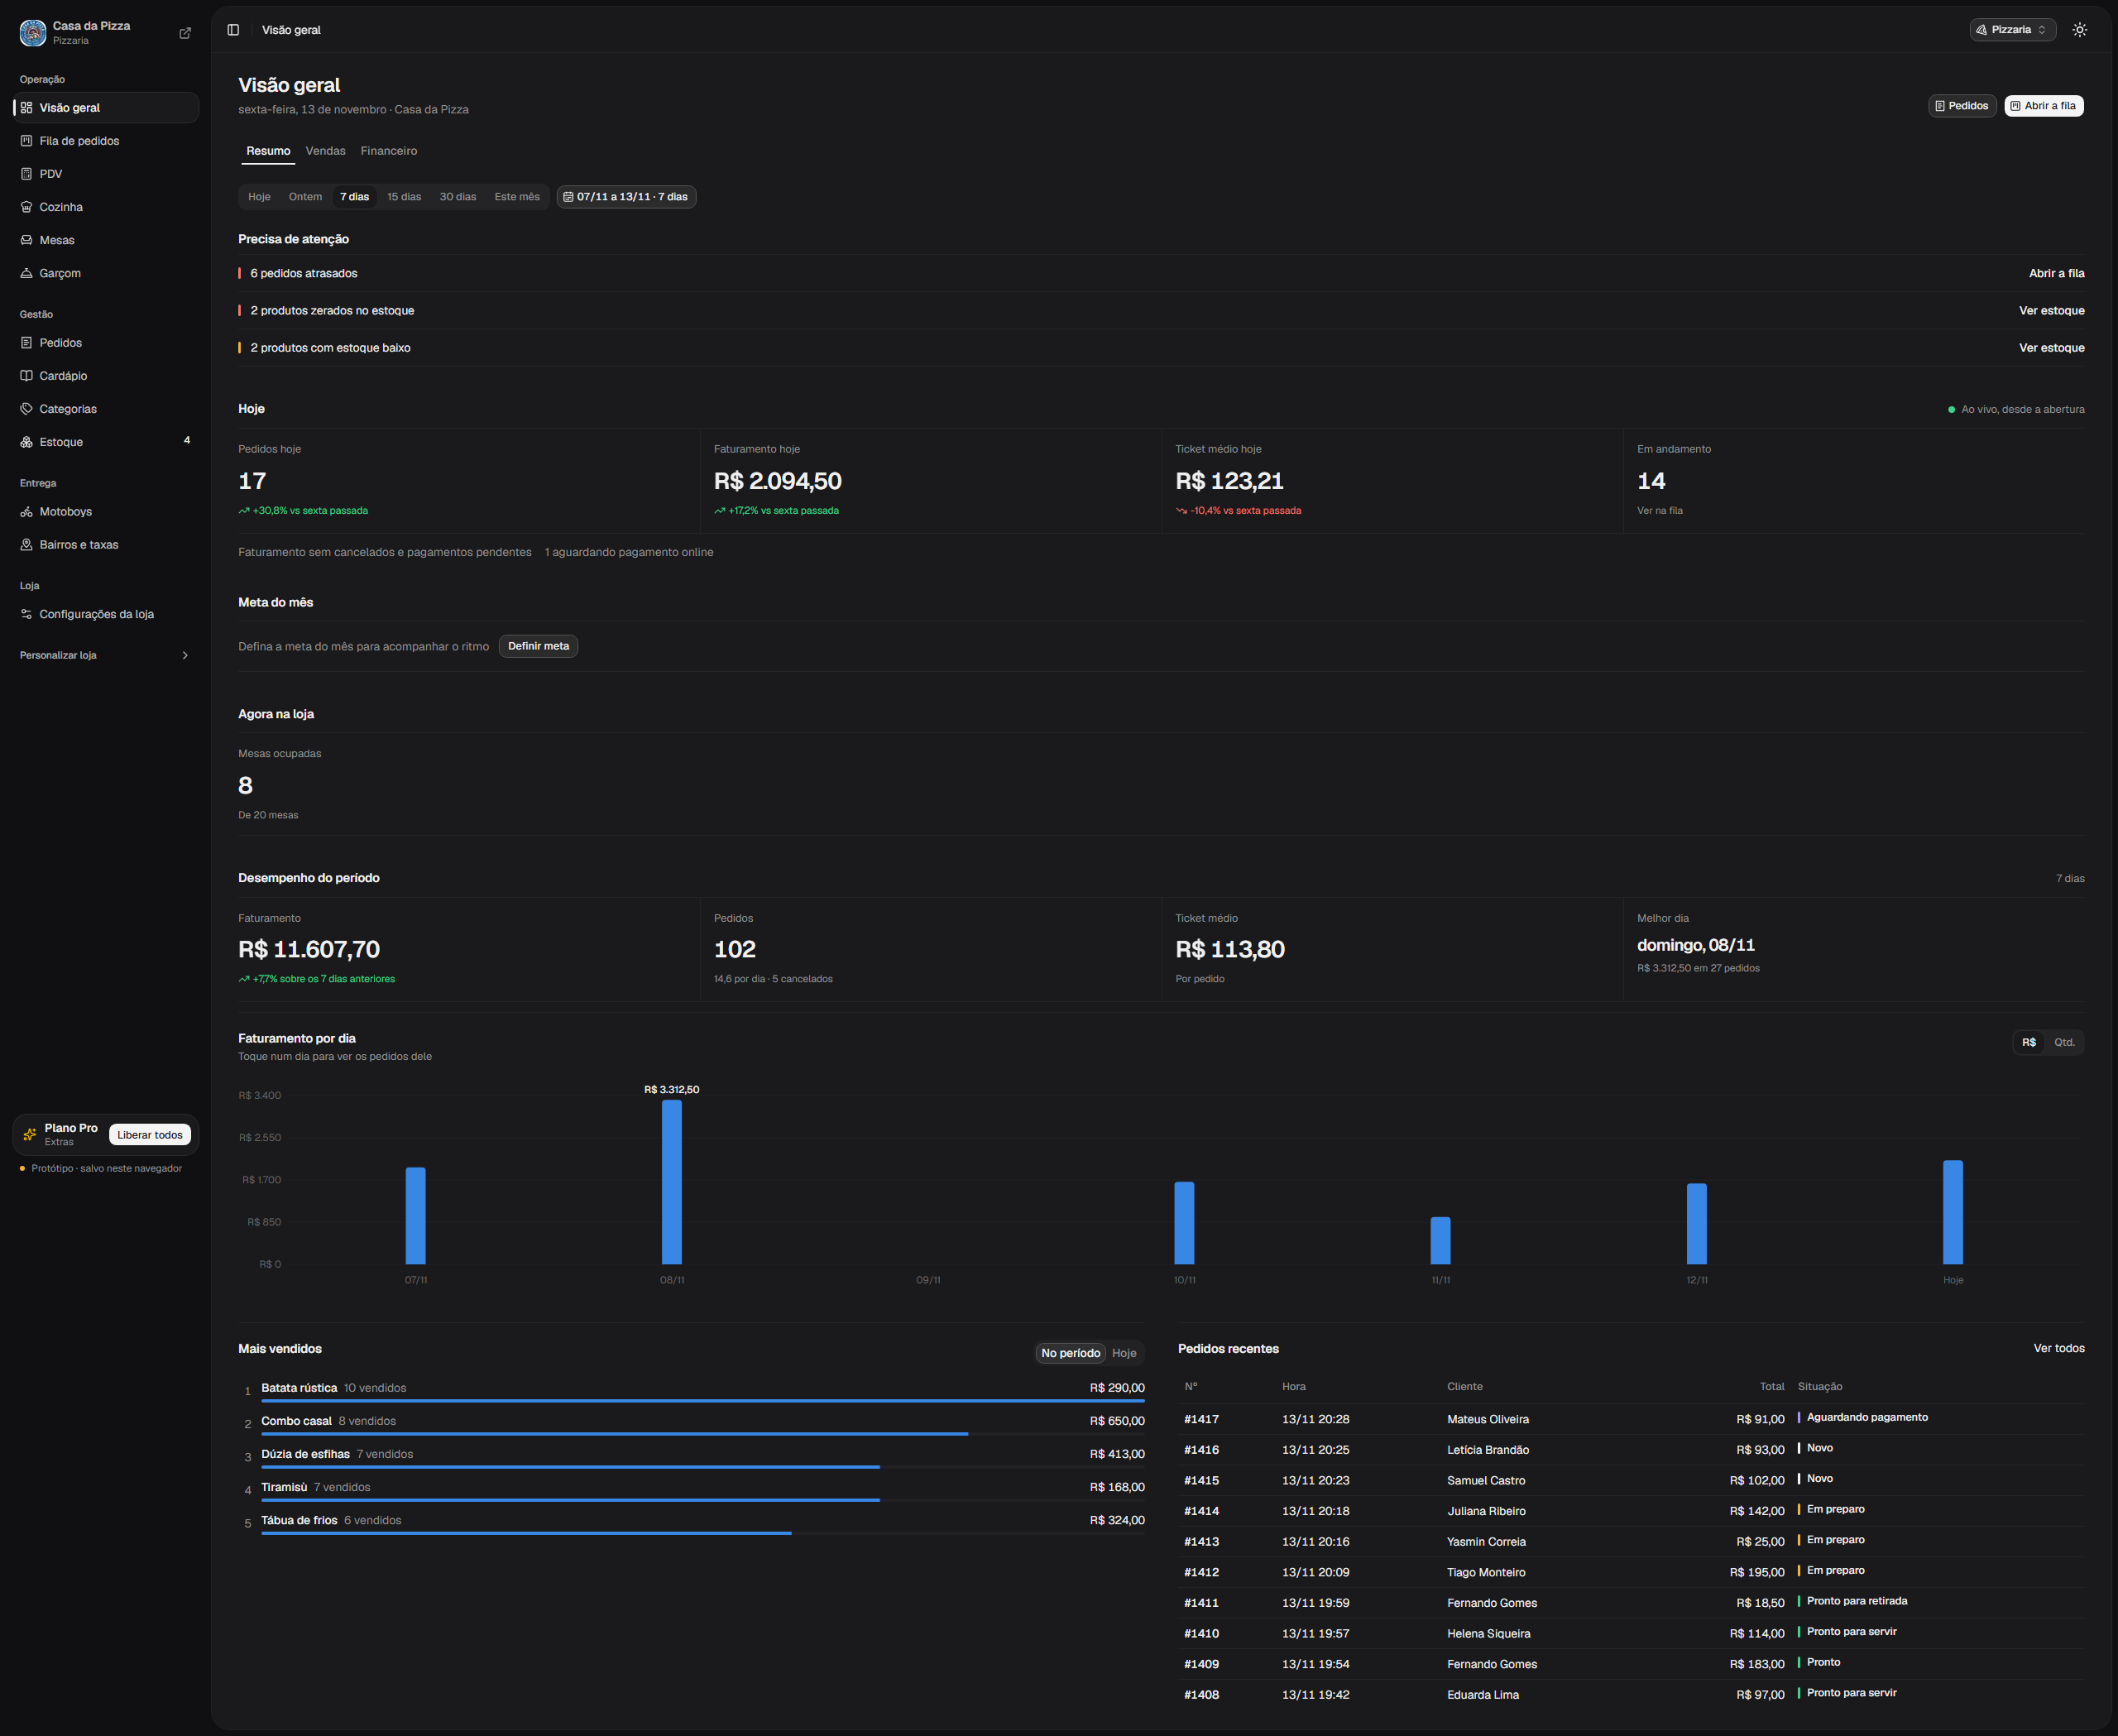 Casa da Pizza
Pizzaria
Operação
Visão geral
Fila de pedidos
PDV
Cozinha
Mesas
Garçom
Gestão
Pedidos
Cardápio
Categorias
Estoque 4
Entrega
Motoboys
Bairros e taxas
Loja
Configurações da loja
Personalizar loja
Plano Pro
Extras
Liberar todos
Protótipo · salvo neste navegador
Visão geral
Pizzaria
Visão geral
sexta-feira, 13 de novembro · Casa da Pizza
Pedidos Abrir a fila
Resumo Vendas Financeiro
Hoje Ontem 7 dias 15 dias 30 dias Este mês 07/11 a 13/11 · 7 dias
Precisa de atenção
6 pedidos atrasados Abrir a fila
2 produtos zerados no estoque Ver estoque
2 produtos com estoque baixo Ver estoque
Hoje Ao vivo, desde a abertura
Pedidos hoje
17
+30,8% vs sexta passada
Faturamento hoje
R$ 2.094,50
+17,2% vs sexta passada
Ticket médio hoje
R$ 123,21
-10,4% vs sexta passada
Em andamento
14
Ver na fila
Faturamento sem cancelados e pagamentos pendentes 1 aguardando pagamento online
Meta do mês
Defina a meta do mês para acompanhar o ritmo Definir meta
Agora na loja
Mesas ocupadas
8
De 20 mesas
Desempenho do período 7 dias
Faturamento
R$ 11.607,70
+77% sobre os 7 dias anteriores
Pedidos
102
14,6 por dia · 5 cancelados
Ticket médio
R$ 113,80
Por pedido
Melhor dia
domingo, 08/11
R$ 3.312,50 em 27 pedidos
Faturamento por dia
Toque num dia para ver os pedidos dele
R$ Qtd.
R$ 3.312,50
R$ 3.400
R$ 2.550
R$ 1.700
R$ 850
R$ 0
07/11 08/11 09/11 10/11 11/11 12/11 Hoje
Mais vendidos
No período Hoje
1 Batata rústica 10 vendidos R$ 290,00
2 Combo casal 8 vendidos R$ 650,00
3 Dúzia de esfihas 7 vendidos R$ 413,00
4 Tiramisù 7 vendidos R$ 168,00
5 Tábua de frios 6 vendidos R$ 324,00
Pedidos recentes Ver todos
Nº Hora Cliente Total Situação
#1417 13/11 20:28 Mateus Oliveira R$ 91,00 Aguardando pagamento
#1416 13/11 20:25 Letícia Brandão R$ 93,00 Novo
#1415 13/11 20:23 Samuel Castro R$ 102,00 Novo
#1414 13/11 20:18 Juliana Ribeiro R$ 142,00 Em preparo
#1413 13/11 20:16 Yasmin Correia R$ 25,00 Em preparo
#1412 13/11 20:09 Tiago Monteiro R$ 195,00 Em preparo
#1411 13/11 19:59 Fernando Gomes R$ 18,50 Pronto para retirada
#1410 13/11 19:57 Helena Siqueira R$ 114,00 Pronto para servir
#1409 13/11 19:54 Fernando Gomes R$ 183,00 Pronto
#1408 13/11 19:42 Eduarda Lima R$ 97,00 Pronto para servir